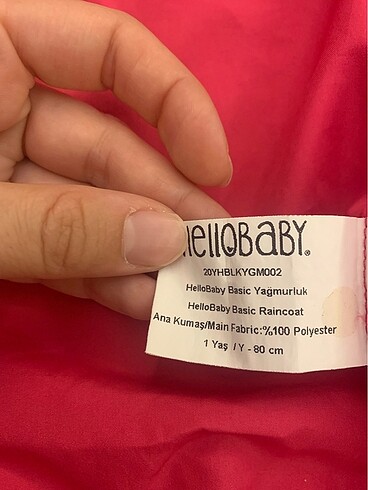 HELLOBABY®
20YHBLKYGM002
HelloBaby Basic Yağmurluk
HelloBaby Basic Raincoat
Ana Kumaş/Main Fabric:%100 Polyester
1 Yaş /Y - 80 cm